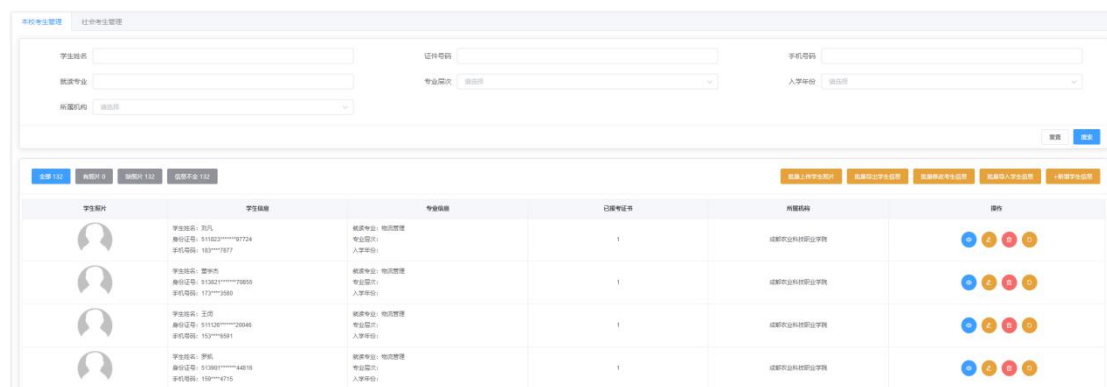 本校考生管理 社会考生管理
学生姓名 证件号码 手机号码
就读专业 专业层次 请选择 入学年份 请选择
所属机构 请选择
重置 搜索
全部 132 有照片 0 缺照片 132 信息不全 132 批量上传学生照片 批量导出学生信息 批量修改考生信息 批量导入学生信息 +新增学生信息
学生照片 学生信息 专业信息 已报考证书 所属机构 操作
学生姓名：刘凡 就读专业：物流管理
身份证号：511023*******07724 专业层次： 1 成都农业科技职业学院
手机号码：183****7877 入学年份：
学生姓名： 就读专业：物流管理
身份证号：513821*******78855 专业层次： 1 成都农业科技职业学院
手机号码：173****3580 入学年份：
学生姓名：王闵 就读专业：物流管理
身份证号：511126*******20046 专业层次： 1 成都农业科技职业学院
手机号码：153****6591 入学年份：
学生姓名：罗凯 就读专业：物流管理
身份证号：513901*******44816 专业层次： 1 成都农业科技职业学院
手机号码：159****4715 入学年份：